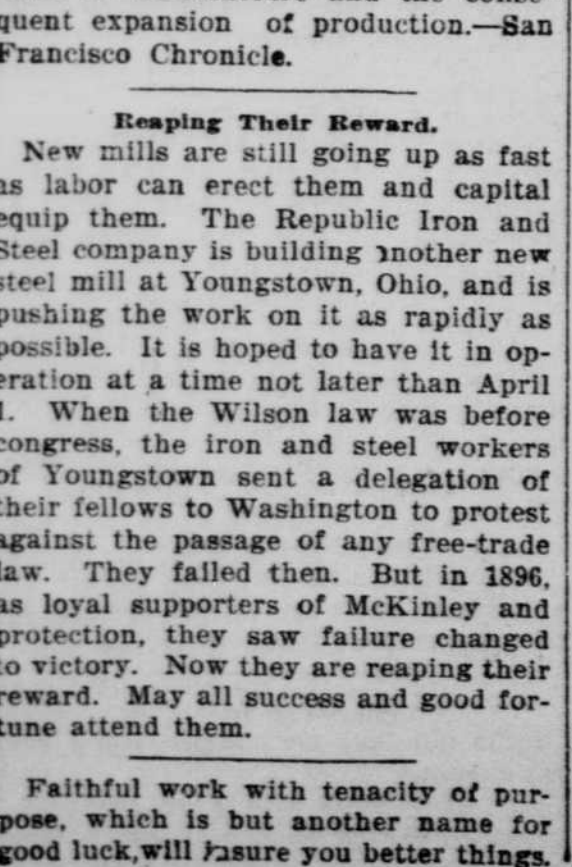 quent expansion of production.—San
Francisco Chronicle.
Reaping Their Reward.
New mills are still going up as fast
as labor can erect them and capital
equip them. The Republic Iron and
Steel company is building another new
steel mill at Youngstown, Ohio, and is
pushing the work on it as rapidly as
possible. It is hoped to have it in op-
eration at a time not later than April
1. When the Wilson law was before
congress, the iron and steel workers
of Youngstown sent a delegation of
their fellows to Washington to protest
against the passage of any free-trade
law. They failed then. But in 1896,
as loyal supporters of McKinley and
protection, they saw failure changed
to victory. Now they are reaping their
reward. May all success and good for-
tune attend them.
Faithful work with tenacity of pur-
pose, which is but another name for
good luck, will insure you better things.